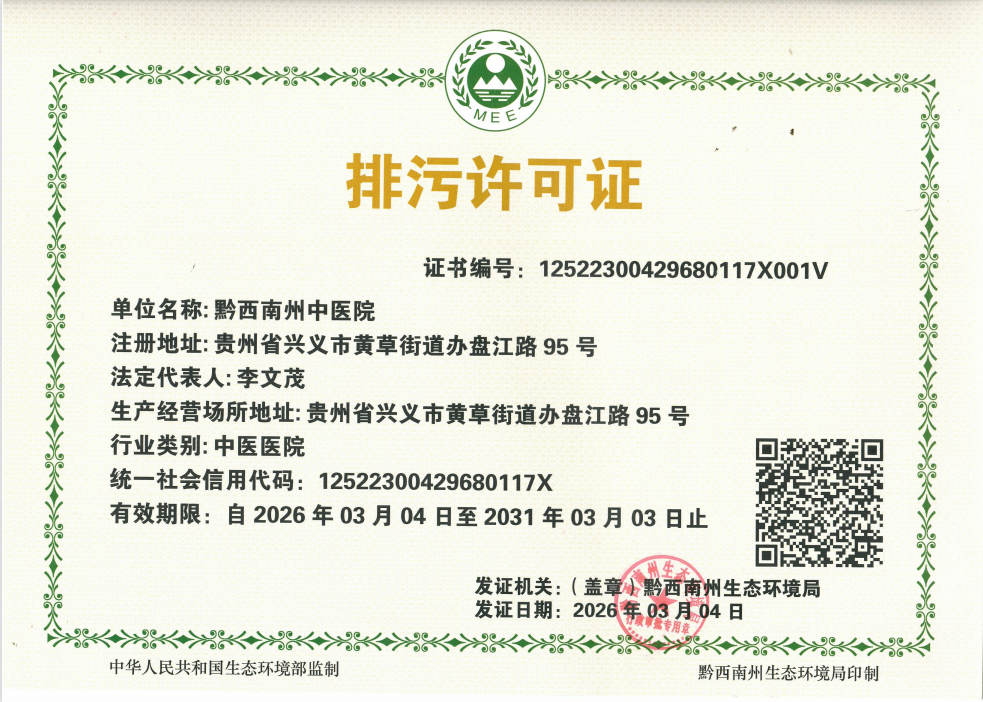 MEE
排污许可证
证书编号：12522300429680117X001V
单位名称:黔西南州中医院
注册地址:贵州省兴义市黄草街道办盘江路 95 号
法定代表人:李文茂
生产经营场所地址:贵州省兴义市黄草街道办盘江路 95 号
行业类别:中医医院
统一社会信用代码：12522300429680117X
有效期限：自 2026 年 03 月 04 日至 2031 年 03 月 03 日止
发证机关：（盖章）黔西南州生态环境局
发证日期：2026 年 03 月 04 日
中华人民共和国生态环境部监制
黔西南州生态环境局印制